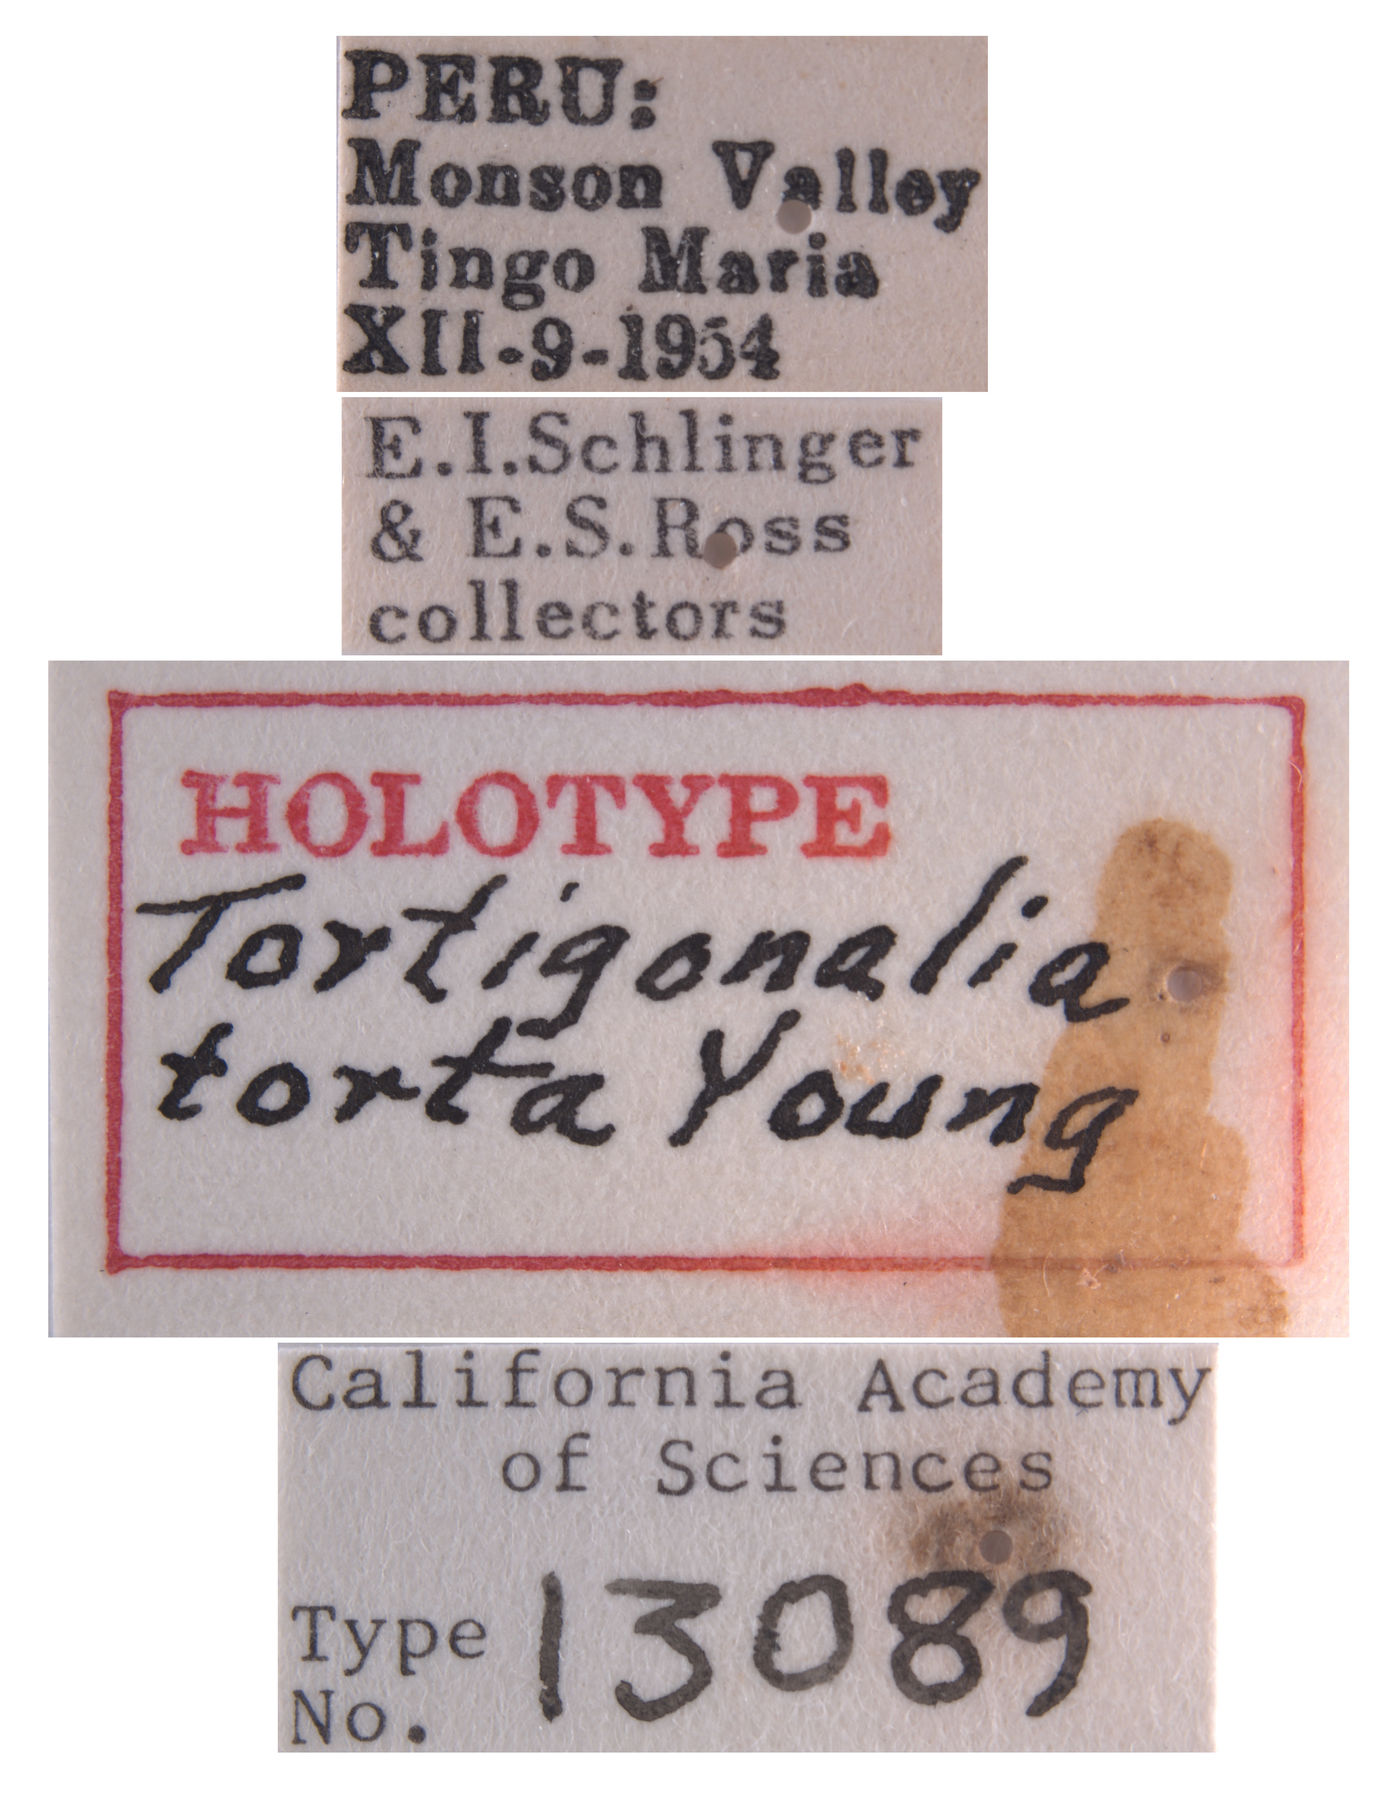 PERU:
Monson Valley
Tingo Maria
XII-9-1954
E.I.Schlinger
& E.S.Ross
collectors
HOLOTYPE
Tortigonalia
torta Young
California Academy
of Sciences
Type
No. 13089